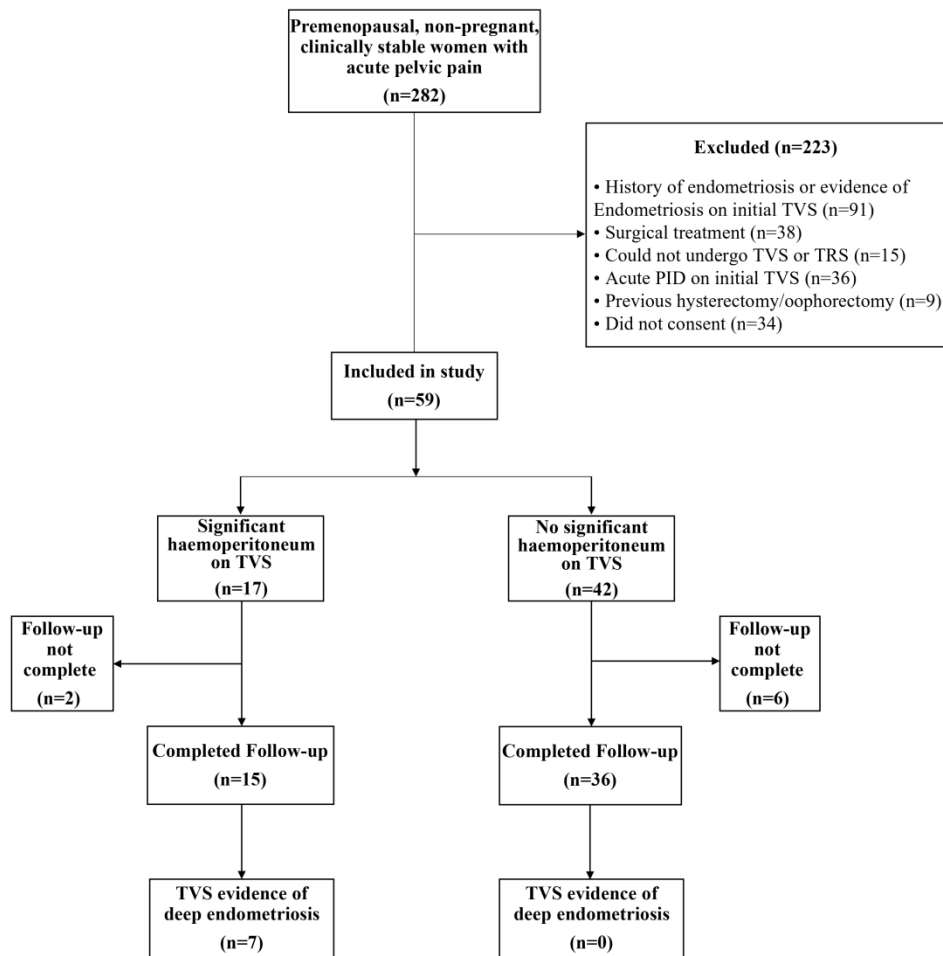 Premenopausal, non-pregnant,
clinically stable women with
acute pelvic pain
(n=282)
Excluded (n=223)
• History of endometriosis or evidence of
Endometriosis on initial TVS (n=91)
• Surgical treatment (n=38)
• Could not undergo TVS or TRS (n=15)
• Acute PID on initial TVS (n=36)
• Previous hysterectomy/oophorectomy (n=9)
• Did not consent (n=34)
Included in study
(n=59)
Significant
haemoperitoneum
on TVS
(n=17)
No significant
haemoperitoneum
on TVS
(n=42)
Follow-up
not
complete
(n=2)
Follow-up
not
complete
(n=6)
Completed Follow-up
(n=15)
Completed Follow-up
(n=36)
TVS evidence of
deep endometriosis
(n=7)
TVS evidence of
deep endometriosis
(n=0)